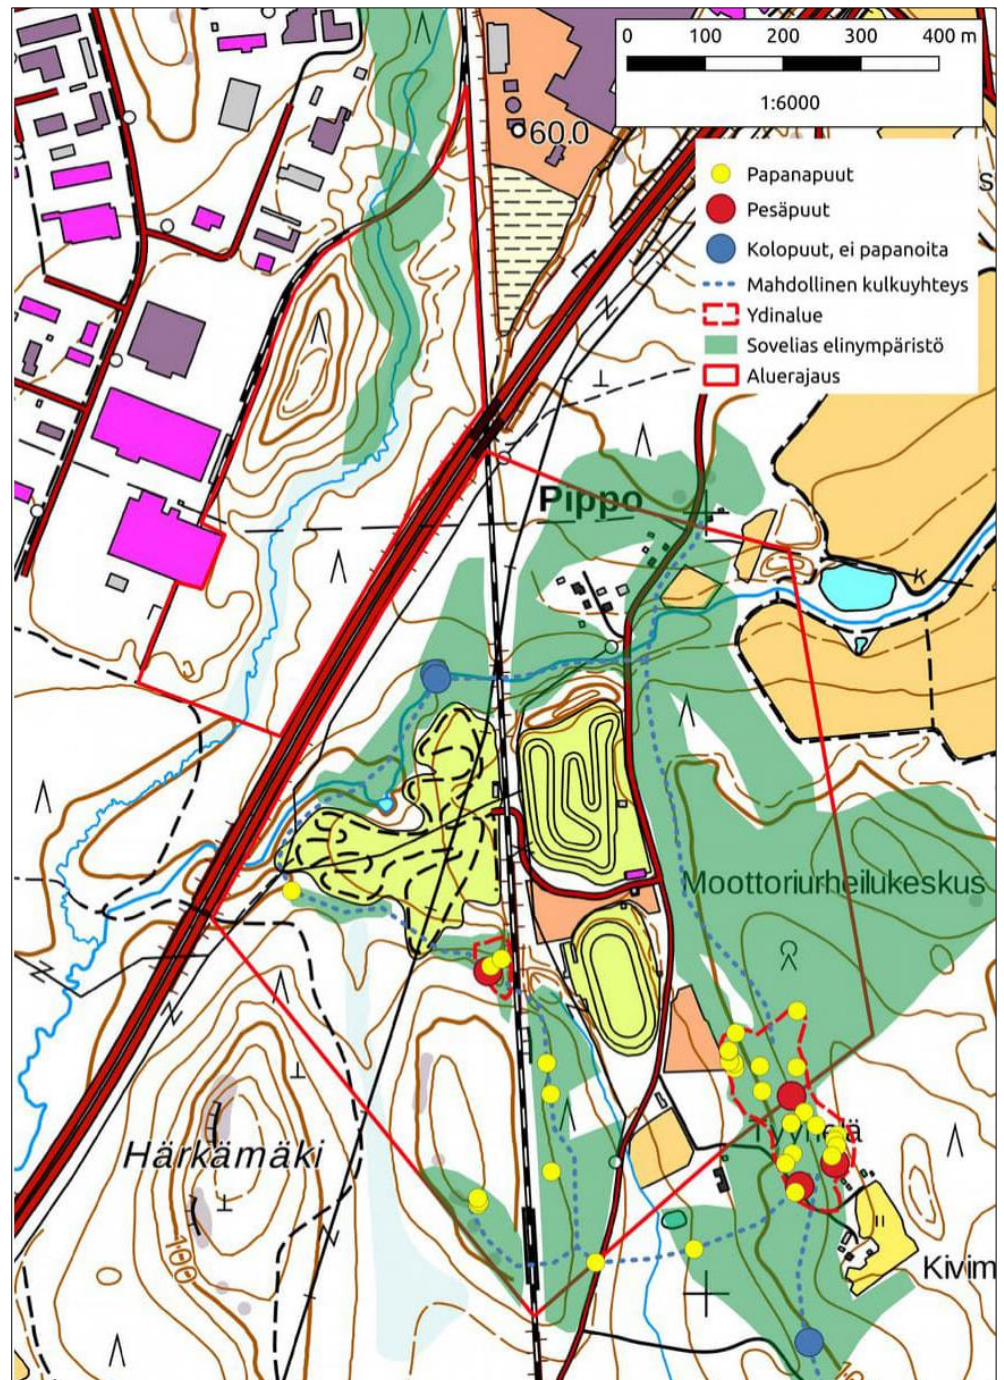 0 100 200 300 400 m
1:6000
60.0
Papanapuut
Pesäpuut
Kolopuut, ei papanoita
Mahdollinen kulkuyhteys
Ydinalue
Sovelias elinympäristö
Aluerajaus
Pippo
K
Moottoriurheilukeskus
Härkämäki
100
Kivim